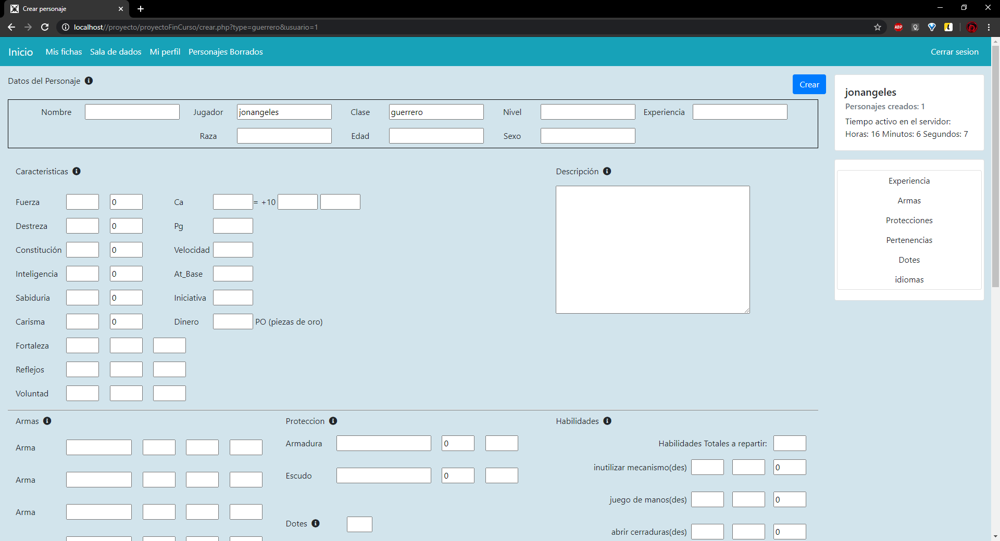 Crear personaje
localhost//proyecto/proyectoFinCurso/crear.php?type=guerrero&usuario=1
ABP
Inicio Mis fichas Sala de dados Mi perfil Personajes Borrados Cerrar sesion
Datos del Personaje
Crear
Nombre Jugador jonangeles Clase guerrero Nivel Experiencia
Raza Edad Sexo
jonangeles
Personajes creados: 1
Tiempo activo en el servidor:
Horas: 16 Minutos: 6 Segundos: 7
Experiencia
Armas
Protecciones
Pertenencias
Dotes
idiomas
Caracteristicas
Fuerza 0 Ca = +10
Destreza 0 Pg
Constitución 0 Velocidad
Inteligencia 0 At_Base
Sabiduria 0 Iniciativa
Carisma 0 Dinero PO (piezas de oro)
Fortaleza
Reflejos
Voluntad
Descripción
Armas
Arma
Arma
Arma
Proteccion
Armadura 0
Escudo 0
Dotes
Habilidades
Habilidades Totales a repartir:
inutilizar mecanismo(des) 0
juego de manos(des) 0
abrir cerraduras(des) 0